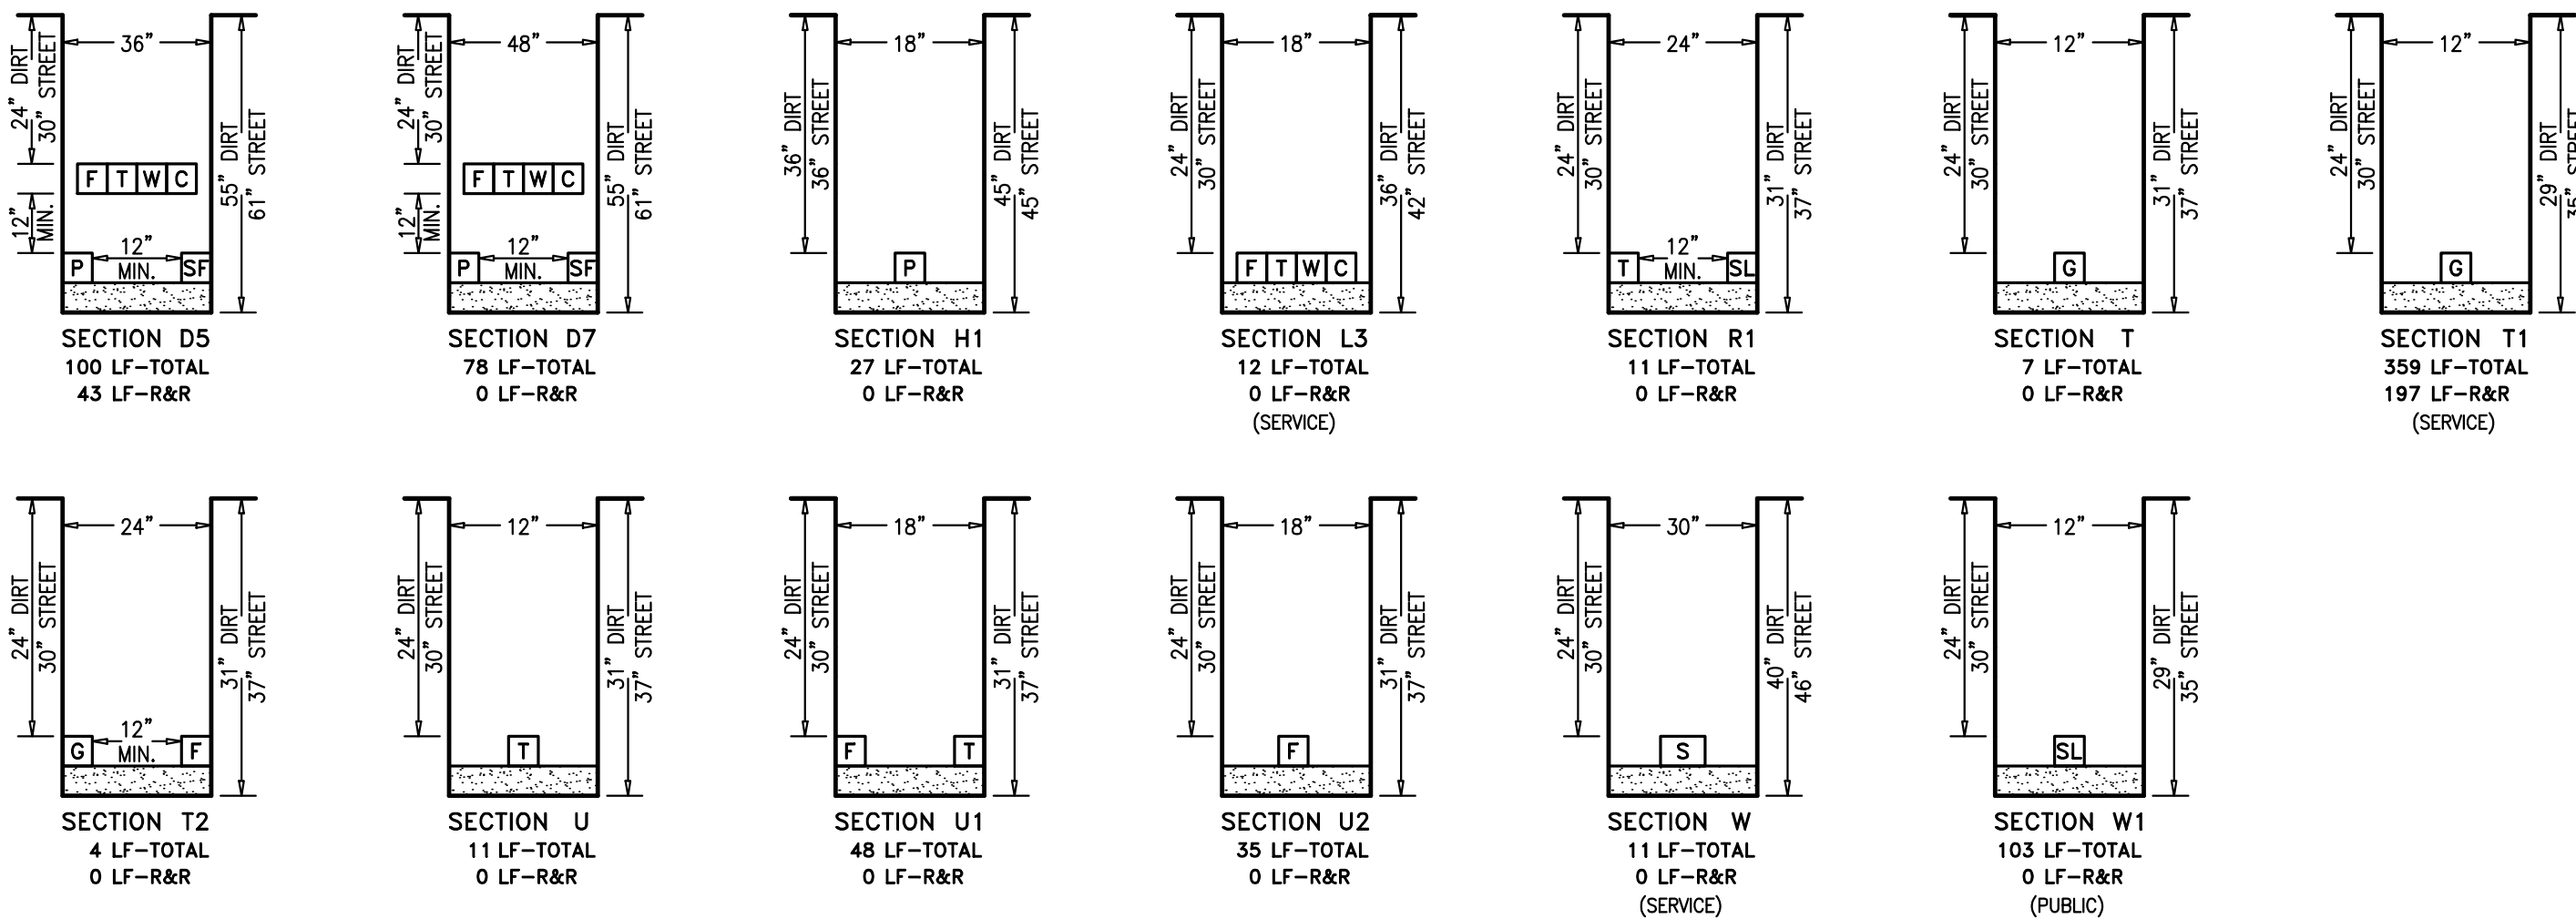 36"
24" DIRT
30" STREET
12"
MIN.
55" DIRT
61" STREET
F T W C
P
12"
MIN.
SF
SECTION D5
100 LF-TOTAL
43 LF-R&R
48"
24" DIRT
30" STREET
12"
MIN.
55" DIRT
61" STREET
F T W C
P
12"
MIN.
SF
SECTION D7
78 LF-TOTAL
0 LF-R&R
18"
36" DIRT
36" STREET
45" DIRT
45" STREET
P
SECTION H1
27 LF-TOTAL
0 LF-R&R
18"
24" DIRT
30" STREET
36" DIRT
42" STREET
F T W C
SECTION L3
12 LF-TOTAL
0 LF-R&R
(SERVICE)
24"
24" DIRT
30" STREET
31" DIRT
37" STREET
T
12"
MIN.
SL
SECTION R1
11 LF-TOTAL
0 LF-R&R
12"
24" DIRT
30" STREET
31" DIRT
37" STREET
G
SECTION T
7 LF-TOTAL
0 LF-R&R
12"
24" DIRT
30" STREET
29" DIRT
35" STREET
G
SECTION T1
359 LF-TOTAL
197 LF-R&R
(SERVICE)
24"
24" DIRT
30" STREET
31" DIRT
37" STREET
G
12"
MIN.
F
SECTION T2
4 LF-TOTAL
0 LF-R&R
12"
24" DIRT
30" STREET
31" DIRT
37" STREET
T
SECTION U
11 LF-TOTAL
0 LF-R&R
18"
24" DIRT
30" STREET
31" DIRT
37" STREET
F
T
SECTION U1
48 LF-TOTAL
0 LF-R&R
18"
24" DIRT
30" STREET
31" DIRT
37" STREET
F
SECTION U2
35 LF-TOTAL
0 LF-R&R
30"
24" DIRT
30" STREET
40" DIRT
46" STREET
S
SECTION W
11 LF-TOTAL
0 LF-R&R
(SERVICE)
12"
24" DIRT
30" STREET
29" DIRT
35" STREET
SL
SECTION W1
103 LF-TOTAL
0 LF-R&R
(PUBLIC)